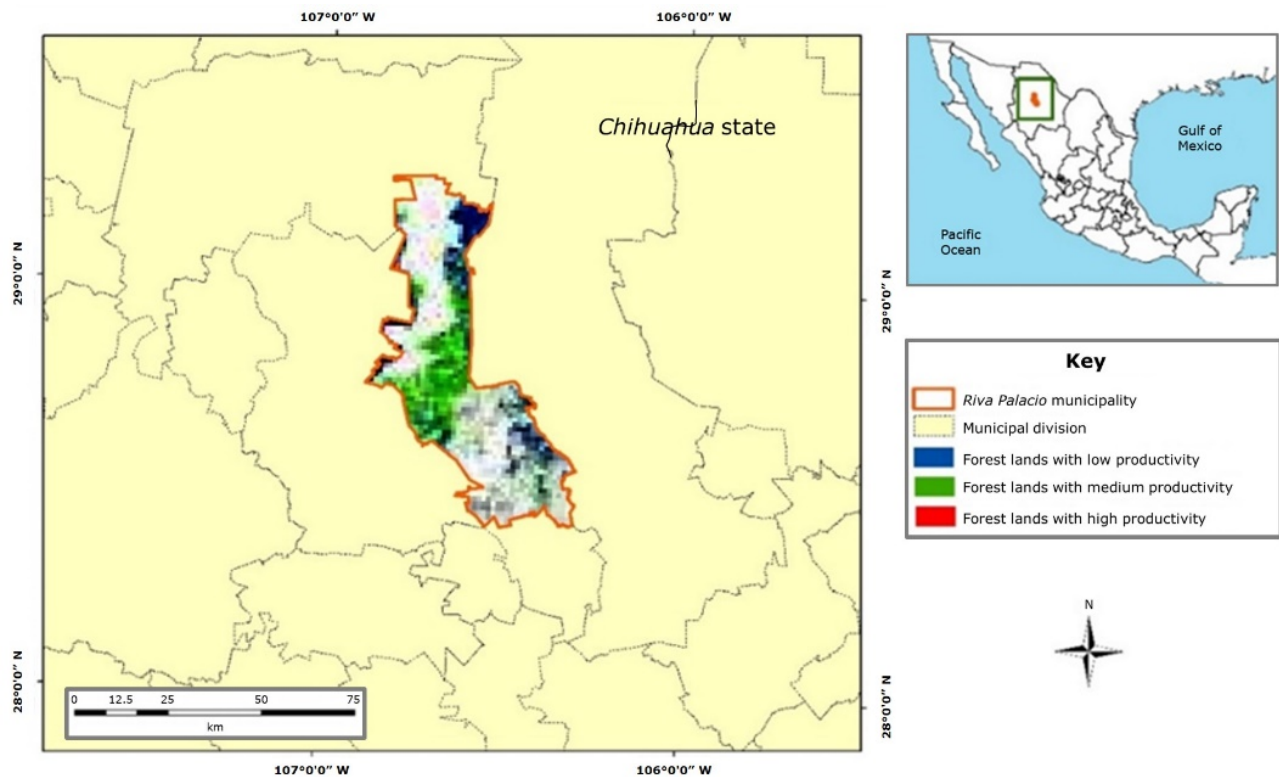 107°0'0" W
106°0'0" W
Chihuahua state
29°0'0" N
29°0'0" N
28°0'0" N
28°0'0" N
0 12.5 25 50 75
km
107°0'0" W
106°0'0" W
Gulf of
Mexico
Pacific
Ocean
Key
Riva Palacio municipality
Municipal division
Forest lands with low productivity
Forest lands with medium productivity
Forest lands with high productivity
N